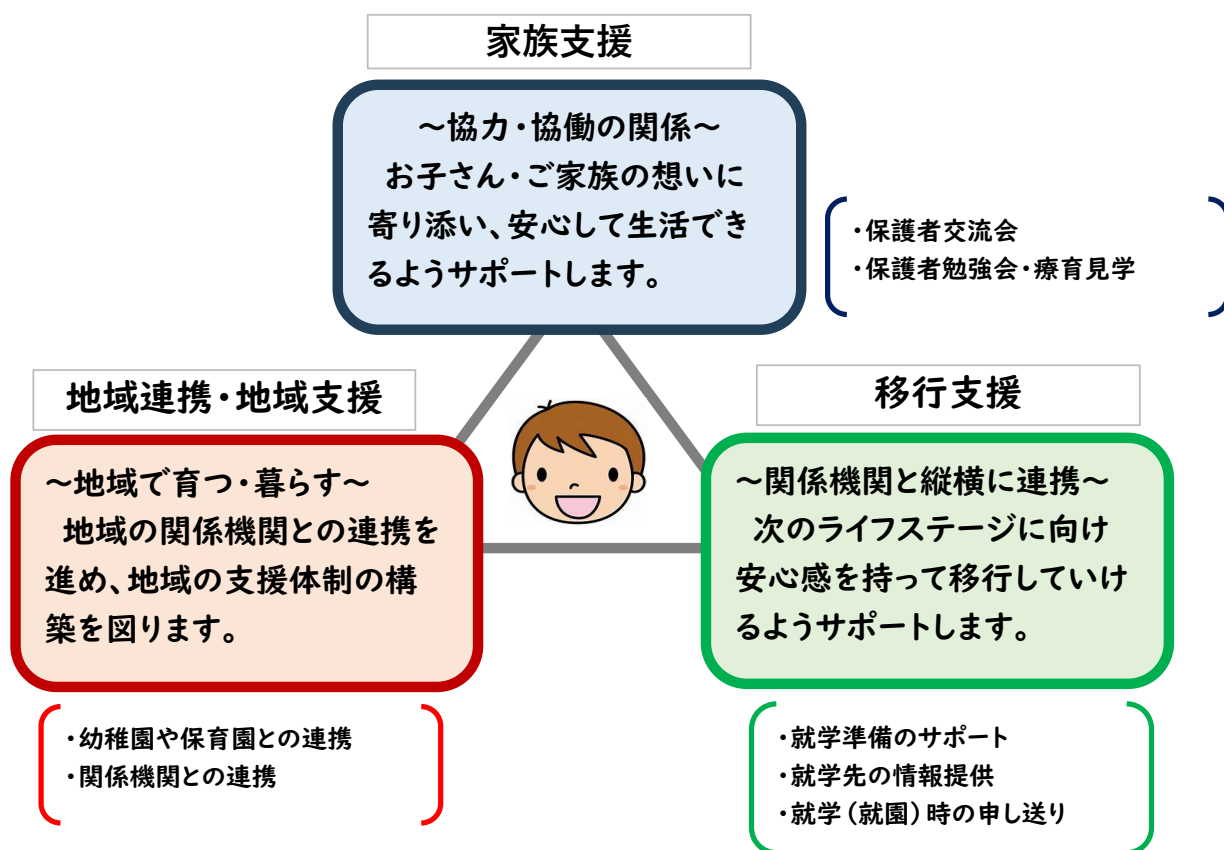 家族支援
～協力・協働の関係～
お子さん・ご家族の想いに
寄り添い、安心して生活でき
るようサポートします。
・保護者交流会
・保護者勉強会・療育見学
地域連携・地域支援
～地域で育つ・暮らす～
地域の関係機関との連携を
進め、地域の支援体制の構
築を図ります。
・幼稚園や保育園との連携
・関係機関との連携
移行支援
～関係機関と縦横に連携～
次のライフステージに向け
安心感を持って移行していけ
るようサポートします。
・就学準備のサポート
・就学先の情報提供
・就学(就園)時の申し送り